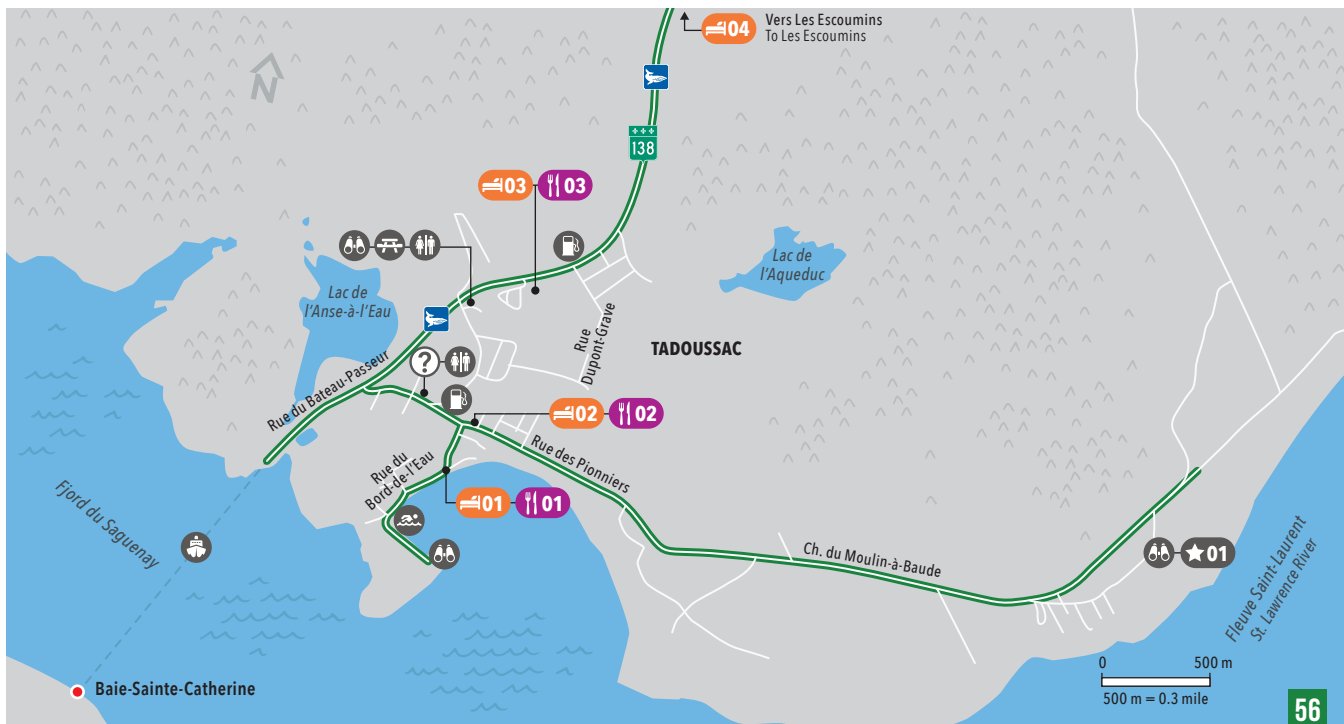 04
Vers Les Escoumins
To Les Escoumins
N
138
03
03
Lac de
l'Aqueduc
Lac de
l'Anse-à-l'Eau
Rue
Dupont-Grave
TADOUSSAC
Rue du Bateau-Passeur
?
02
02
Rue des Pionniers
Rue du
Bord-de-l'Eau
01
01
Fjord du Saguenay
Ch. du Moulin-à-Baude
01
Fleuve Saint-Laurent
St. Lawrence River
0
500 m
500 m = 0.3 mile
Baie-Sainte-Catherine
56